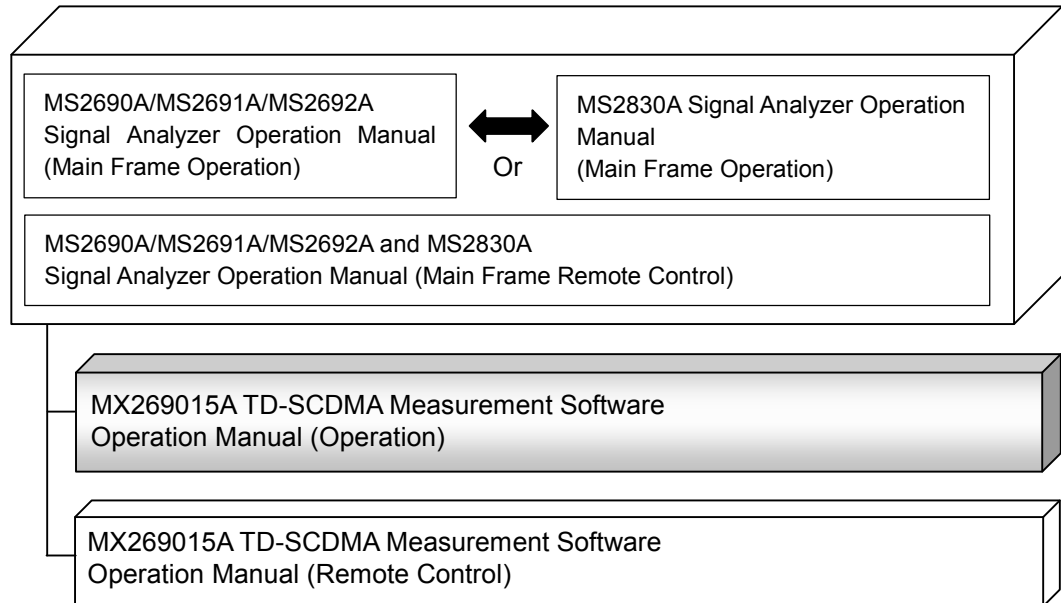 MS2690A/MS2691A/MS2692A
Signal Analyzer Operation Manual
(Main Frame Operation)
Or
MS2830A Signal Analyzer Operation
Manual
(Main Frame Operation)
MS2690A/MS2691A/MS2692A and MS2830A
Signal Analyzer Operation Manual (Main Frame Remote Control)
MX269015A TD-SCDMA Measurement Software
Operation Manual (Operation)
MX269015A TD-SCDMA Measurement Software
Operation Manual (Remote Control)